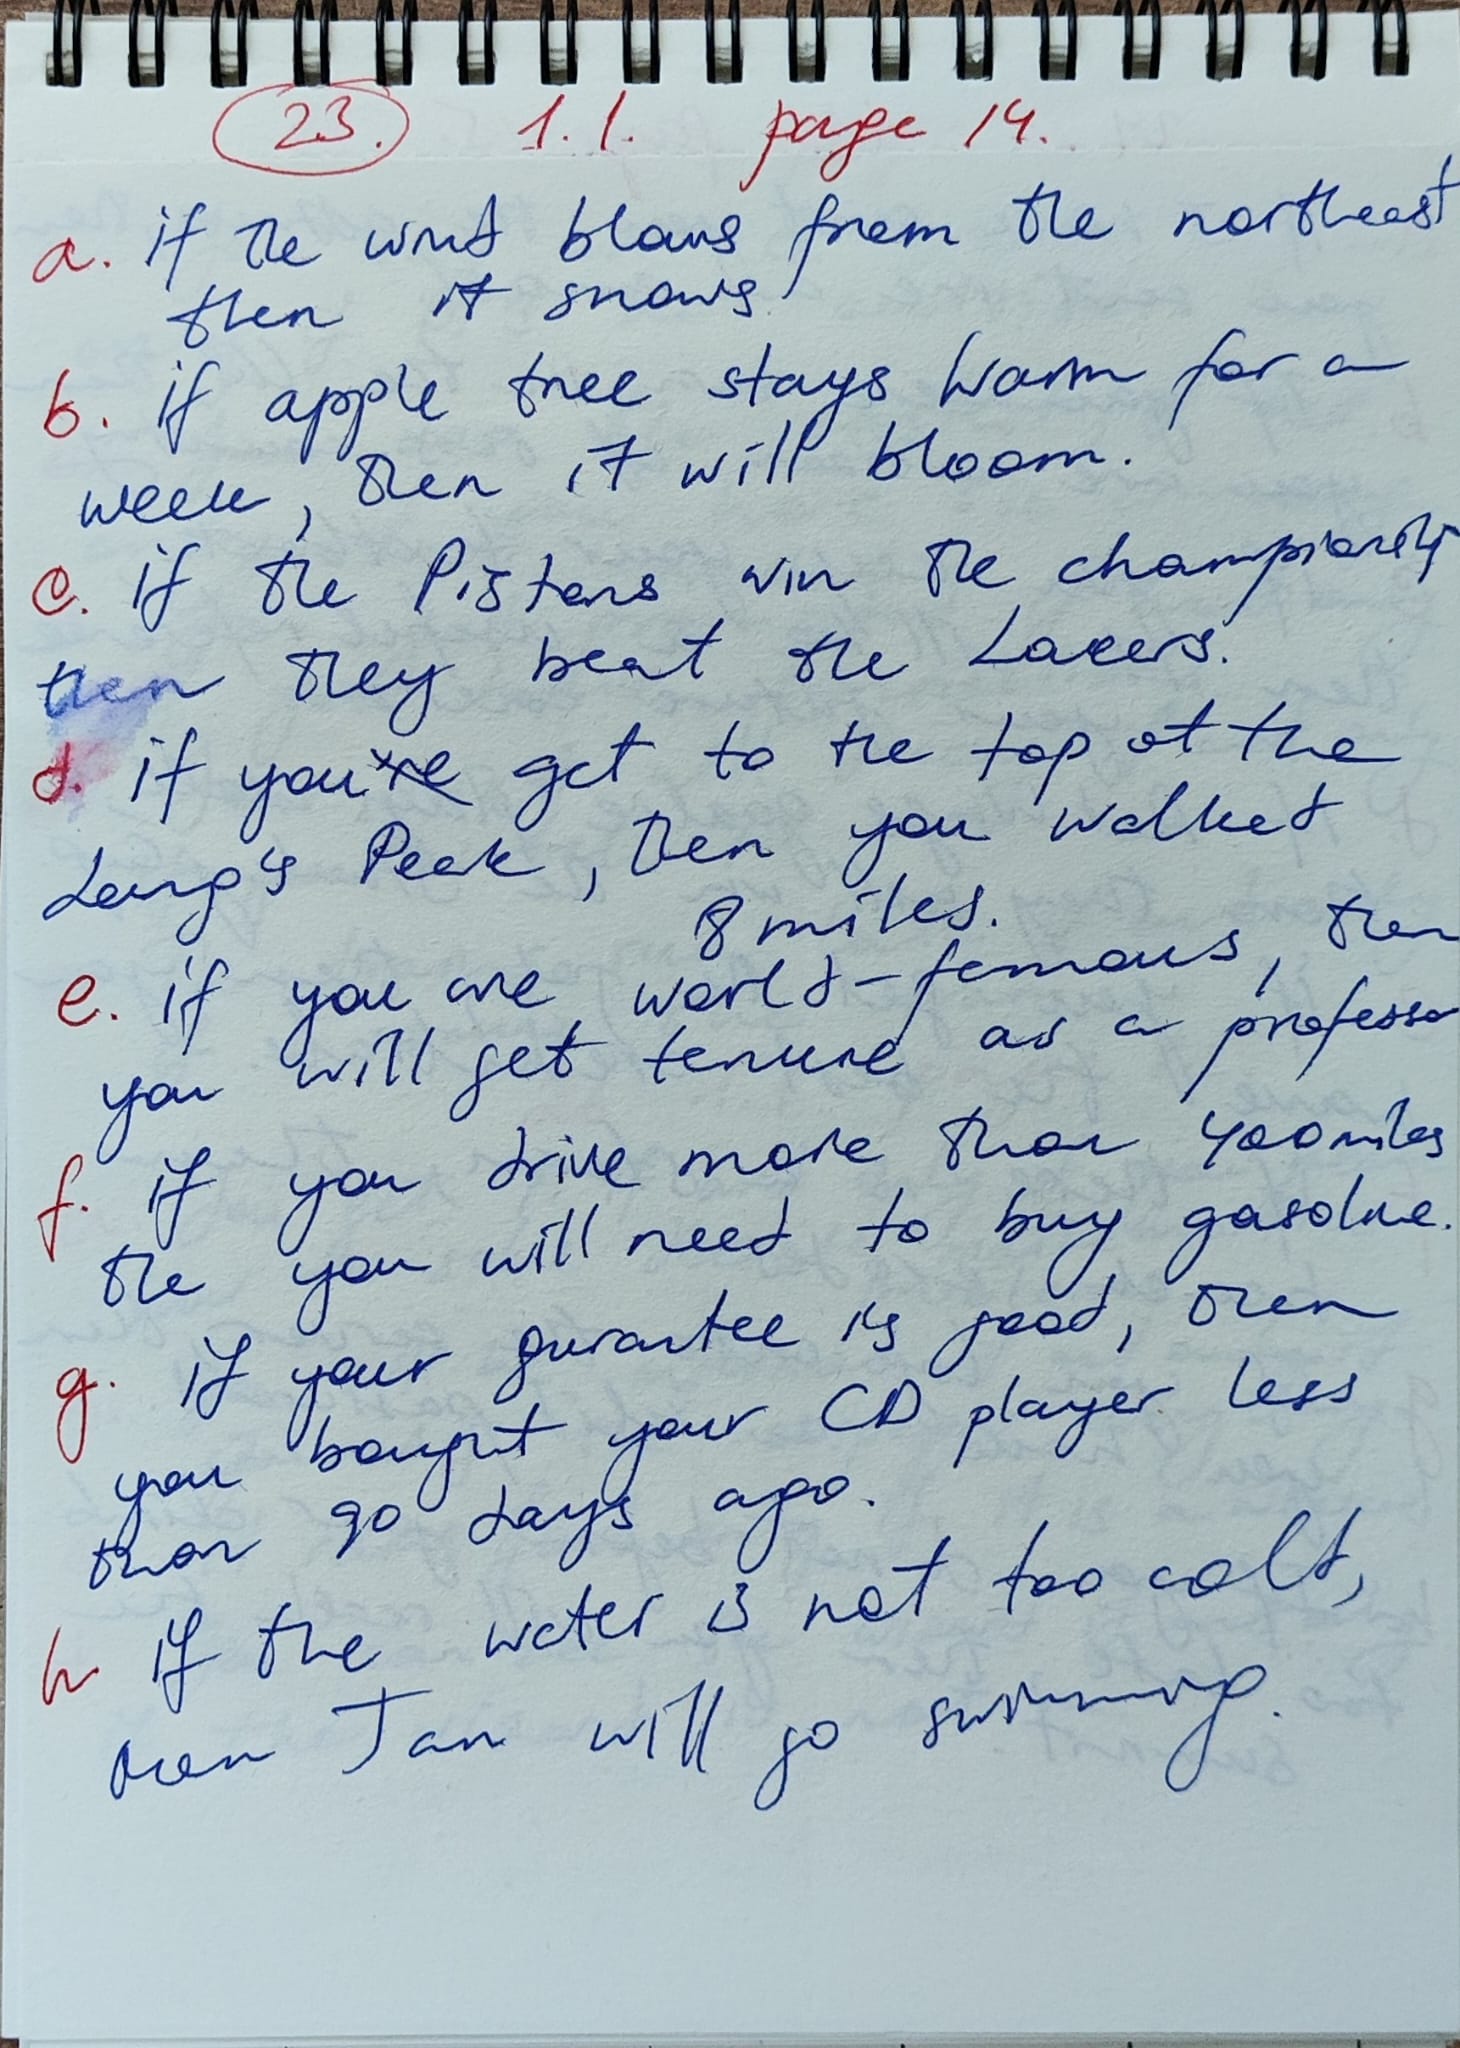 23. 1.1. page 14.
a. if the wind blows from the northeast
then it snows.
b. if apple tree stays warm for a
week, then it will bloom.
c. if the Pistons win the championship
then they beat the Lakers.
d. if you get to the top of the
Long's Peak, then you walked
8 miles.
e. if you are world-famous, then
you will get tenure as a professor
f. if you drive more than 400 miles
the you will need to buy gasoline.
g. if your gurantee is good, then
you bought your CD player less
than 90 days ago.
h if the water is not too cold,
then Jan will go swimming.